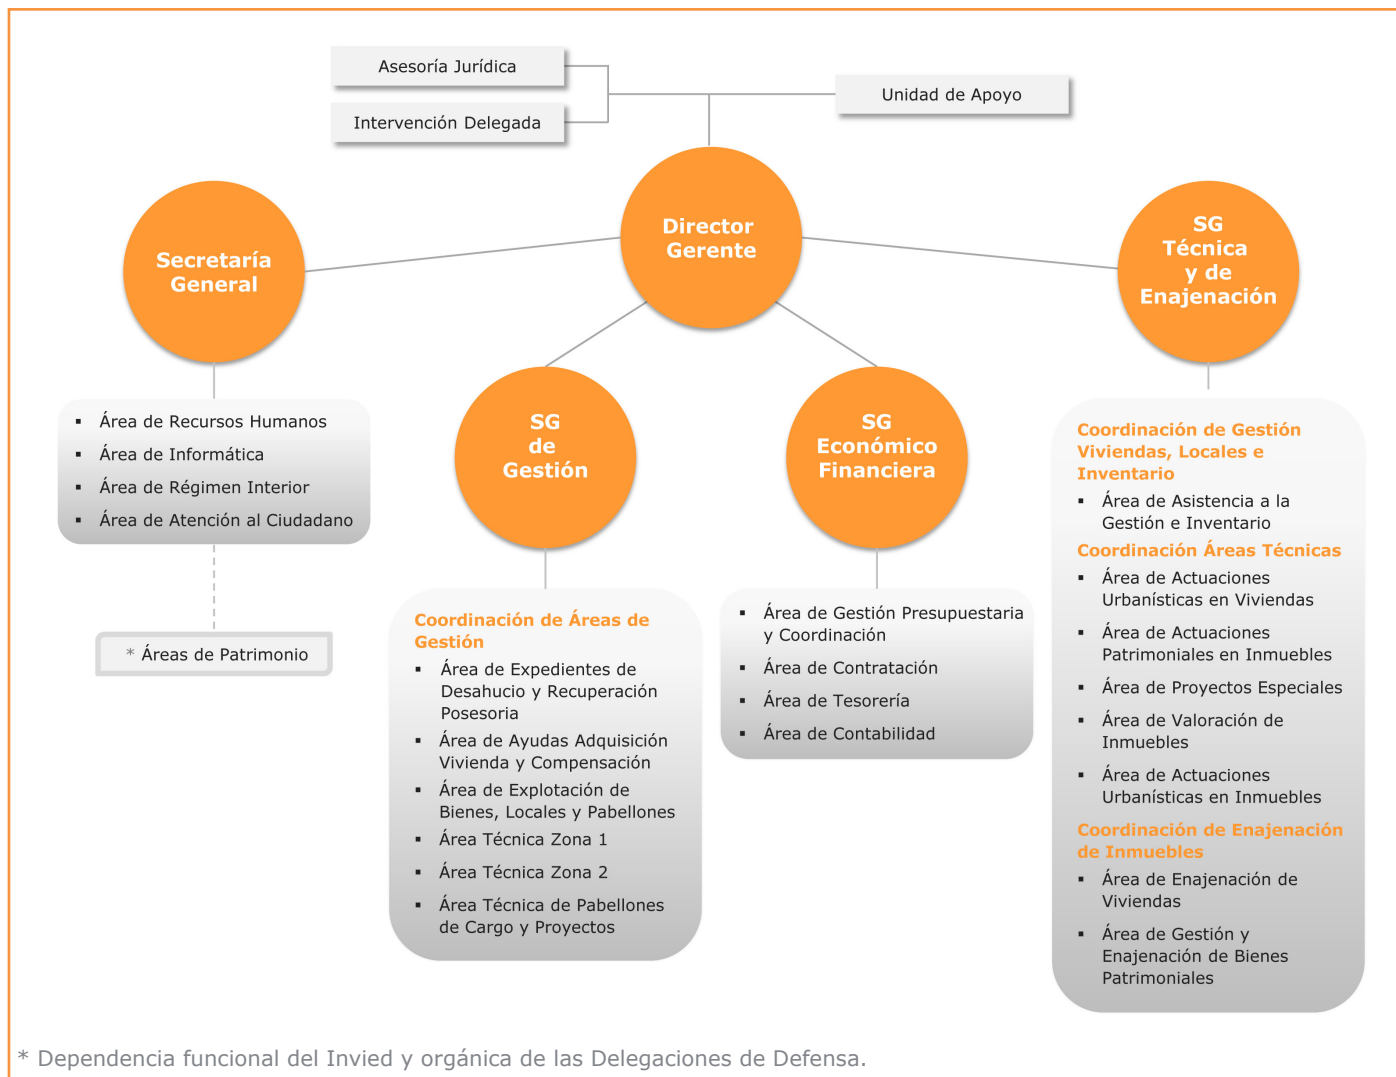 Asesoría Jurídica
Intervención Delegada
Unidad de Apoyo
Director
Gerente
Secretaría
General
▪ Área de Recursos Humanos
▪ Área de Informática
▪ Área de Régimen Interior
▪ Área de Atención al Ciudadano
* Áreas de Patrimonio
SG
de
Gestión
Coordinación de Áreas de
Gestión
▪ Área de Expedientes de
Desahucio y Recuperación
Posesoria
▪ Área de Ayudas Adquisición
Vivienda y Compensación
▪ Área de Explotación de
Bienes, Locales y Pabellones
▪ Área Técnica Zona 1
▪ Área Técnica Zona 2
▪ Área Técnica de Pabellones
de Cargo y Proyectos
SG
Económico
Financiera
▪ Área de Gestión Presupuestaria
y Coordinación
▪ Área de Contratación
▪ Área de Tesorería
▪ Área de Contabilidad
SG
Técnica
y de
Enajenación
Coordinación de Gestión
Viviendas, Locales e
Inventario
▪ Área de Asistencia a la
Gestión e Inventario
Coordinación Áreas Técnicas
▪ Área de Actuaciones
Urbanísticas en Viviendas
▪ Área de Actuaciones
Patrimoniales en Inmuebles
▪ Área de Proyectos Especiales
▪ Área de Valoración de
Inmuebles
▪ Área de Actuaciones
Urbanísticas en Inmuebles
Coordinación de Enajenación
de Inmuebles
▪ Área de Enajenación de
Viviendas
▪ Área de Gestión y
Enajenación de Bienes
Patrimoniales
* Dependencia funcional del Invied y orgánica de las Delegaciones de Defensa.